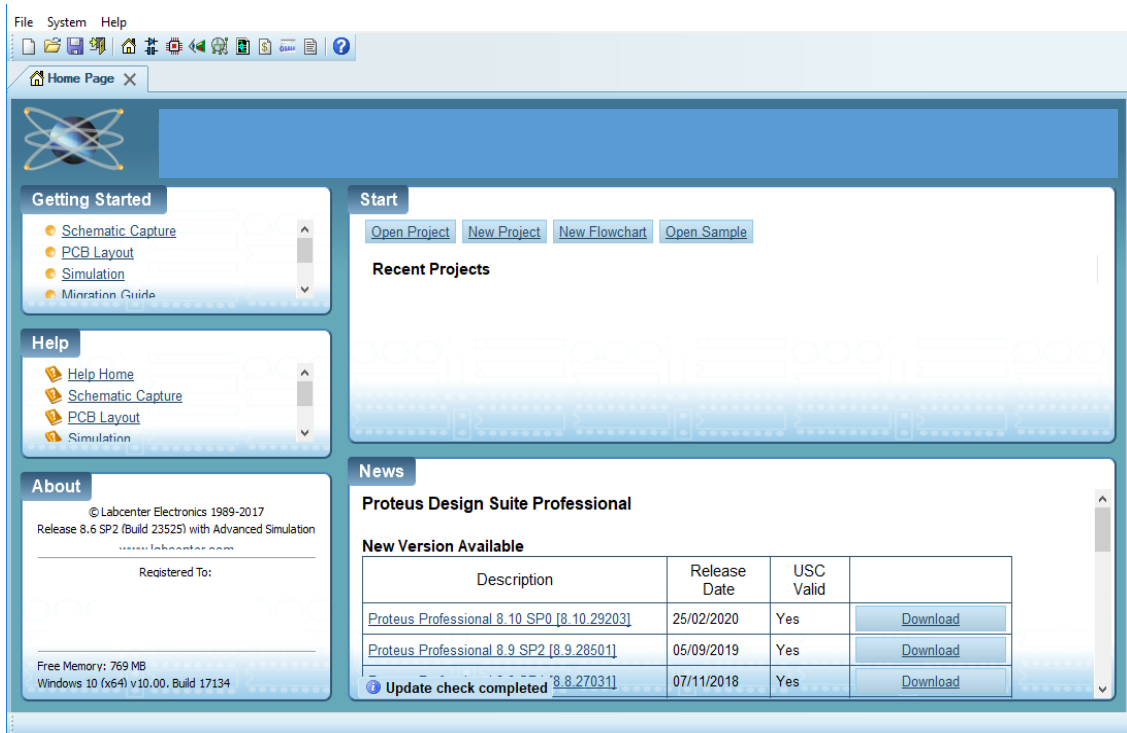 File System Help
Home Page
Getting Started
Schematic Capture
PCB Layout
Simulation
Migration Guide
Start
Open Project New Project New Flowchart Open Sample
Recent Projects
Help
Help Home
Schematic Capture
PCB Layout
Simulation
About
© Labcenter Electronics 1989-2017
Release 8.6 SP2 (Build 23525) with Advanced Simulation
www.labcenter.com
Registered To:
Free Memory: 769 MB
Windows 10 (x64) v10.00, Build 17134
News
Proteus Design Suite Professional
New Version Available
Description Release Date USC Valid
Proteus Professional 8.10 SP0 [8.10.29203] 25/02/2020 Yes Download
Proteus Professional 8.9 SP2 [8.9.28501] 05/09/2019 Yes Download
8.8.27031] 07/11/2018 Yes Download
Update check completed